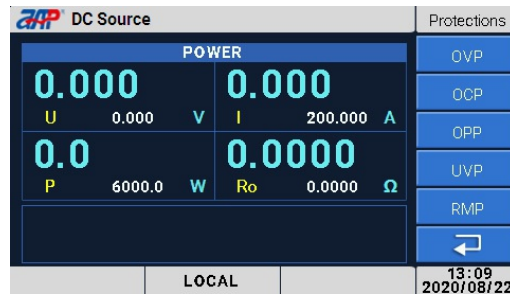 AAP DC Source
Protections
POWER
0.000
U 0.000 V
0.000
I 200.000 A
0.0
P 6000.0 W
0.0000
Ro 0.0000 Ω
OVP
OCP
OPP
UVP
RMP
LOCAL
13:09
2020/08/22